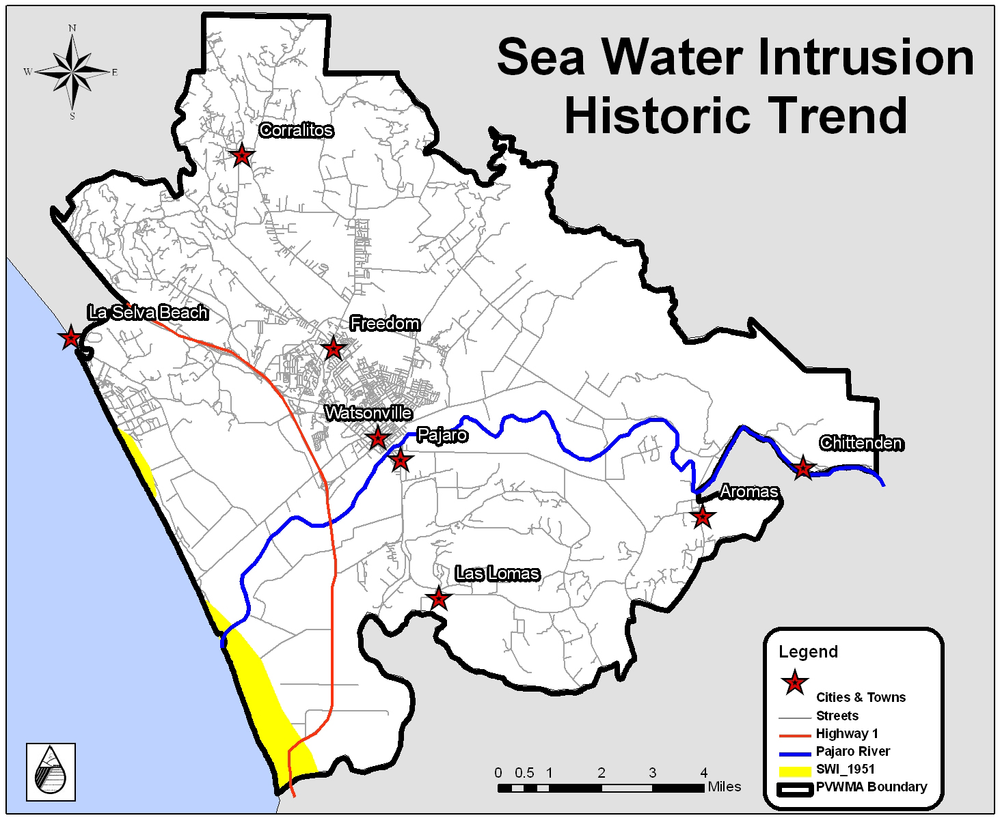 Sea Water Intrusion
Historic Trend
N
W
E
S
Corralitos
La Selva Beach
Freedom
Watsonville
Pajaro
Chittenden
Aromas
Las Lomas
Legend
Cities & Towns
Streets
Highway 1
Pajaro River
SWI_1951
PVWMA Boundary
0 0.5 1 2 3 4
Miles